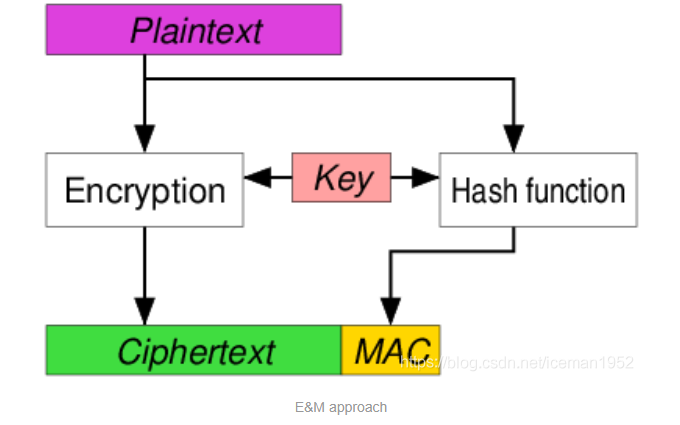 Plaintext
Encryption
Key
Hash function
Ciphertext
MAC
https://blog.csdn.net/iceman1952
E&M approach